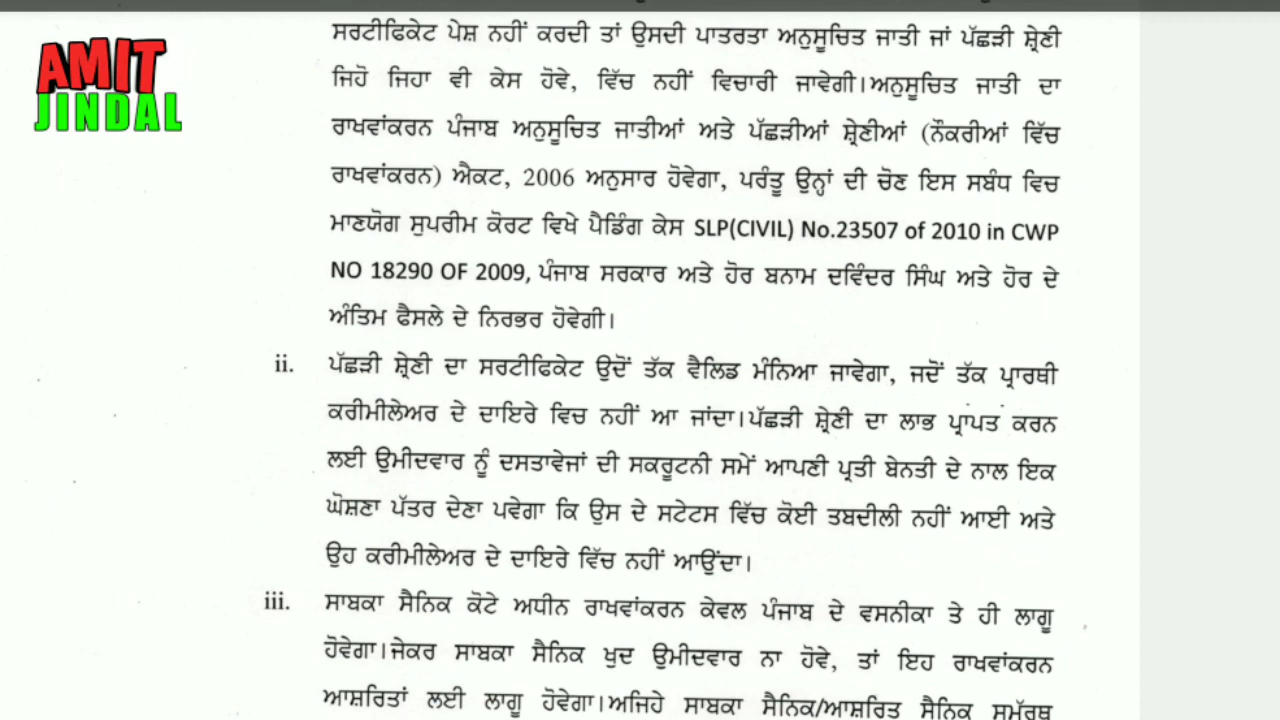 AMIT
JINDAL
ਸਰਟੀਫਿਕੇਟ ਪੇਸ਼ ਨਹੀਂ ਕਰਦੀ ਤਾਂ ਉਸਦੀ ਪਾਤਰਤਾ ਅਨੁਸੂਚਿਤ ਜਾਤੀ ਜਾਂ ਪੱਛੜੀ ਸ਼੍ਰੇਣੀ
ਜਿਹੋ ਜਿਹਾ ਵੀ ਕੇਸ ਹੋਵੇ, ਵਿੱਚ ਨਹੀਂ ਵਿਚਾਰੀ ਜਾਵੇਗੀ।ਅਨੁਸੂਚਿਤ ਜਾਤੀ ਦਾ
ਰਾਖਵਾਂਕਰਨ ਪੰਜਾਬ ਅਨੁਸੂਚਿਤ ਜਾਤੀਆਂ ਅਤੇ ਪੱਛੜੀਆਂ ਸ਼੍ਰੇਣੀਆਂ (ਨੌਕਰੀਆਂ ਵਿੱਚ
ਰਾਖਵਾਂਕਰਨ) ਐਕਟ, 2006 ਅਨੁਸਾਰ ਹੋਵੇਗਾ, ਪਰੰਤੂ ਉਨ੍ਹਾਂ ਦੀ ਚੋਣ ਇਸ ਸਬੰਧ ਵਿਚ
ਮਾਣਯੋਗ ਸੁਪਰੀਮ ਕੋਰਟ ਵਿਖੇ ਪੈਡਿੰਗ ਕੇਸ SLP(CIVIL) No.23507 of 2010 in CWP
NO 18290 OF 2009, ਪੰਜਾਬ ਸਰਕਾਰ ਅਤੇ ਹੋਰ ਬਨਾਮ ਦਵਿੰਦਰ ਸਿੰਘ ਅਤੇ ਹੋਰ ਦੇ
ਅੰਤਿਮ ਫੈਸਲੇ ਦੇ ਨਿਰਭਰ ਹੋਵੇਗੀ।
ii. ਪੱਛੜੀ ਸ਼੍ਰੇਣੀ ਦਾ ਸਰਟੀਫਿਕੇਟ ਉਦੋਂ ਤੱਕ ਵੈਲਿਡ ਮੰਨਿਆ ਜਾਵੇਗਾ, ਜਦੋਂ ਤੱਕ ਪ੍ਰਾਰਥੀ
ਕਰੀਮੀਲੇਅਰ ਦੇ ਦਾਇਰੇ ਵਿਚ ਨਹੀਂ ਆ ਜਾਂਦਾ।ਪੱਛੜੀ ਸ਼੍ਰੇਣੀ ਦਾ ਲਾਭ ਪ੍ਰਾਪਤ ਕਰਨ
ਲਈ ਉਮੀਦਵਾਰ ਨੂੰ ਦਸਤਾਵੇਜਾਂ ਦੀ ਸਕਰੂਟਨੀ ਸਮੇਂ ਆਪਣੀ ਪ੍ਰਤੀ ਬੇਨਤੀ ਦੇ ਨਾਲ ਇਕ
ਘੋਸ਼ਣਾ ਪੱਤਰ ਦੇਣਾ ਪਵੇਗਾ ਕਿ ਉਸ ਦੇ ਸਟੇਟਸ ਵਿੱਚ ਕੋਈ ਤਬਦੀਲੀ ਨਹੀਂ ਆਈ ਅਤੇ
ਉਹ ਕਰੀਮੀਲੇਅਰ ਦੇ ਦਾਇਰੇ ਵਿੱਚ ਨਹੀਂ ਆਉਂਦਾ।
iii. ਸਾਬਕਾ ਸੈਨਿਕ ਕੋਟੇ ਅਧੀਨ ਰਾਖਵਾਂਕਰਨ ਕੇਵਲ ਪੰਜਾਬ ਦੇ ਵਸਨੀਕਾ ਤੇ ਹੀ ਲਾਗੂ
ਹੋਵੇਗਾ।ਜੇਕਰ ਸਾਬਕਾ ਸੈਨਿਕ ਖੁਦ ਉਮੀਦਵਾਰ ਨਾ ਹੋਵੇ, ਤਾਂ ਇਹ ਰਾਖਵਾਂਕਰਨ
ਆਸ਼ਰਿਤਾਂ ਲਈ ਲਾਗੂ ਹੋਵੇਗਾ।ਅਜਿਹੇ ਸਾਬਕਾ ਸੈਨਿਕ/ਆਸ਼ਰਿਤ ਸੈਨਿਕ ਸਮੱਰਥ